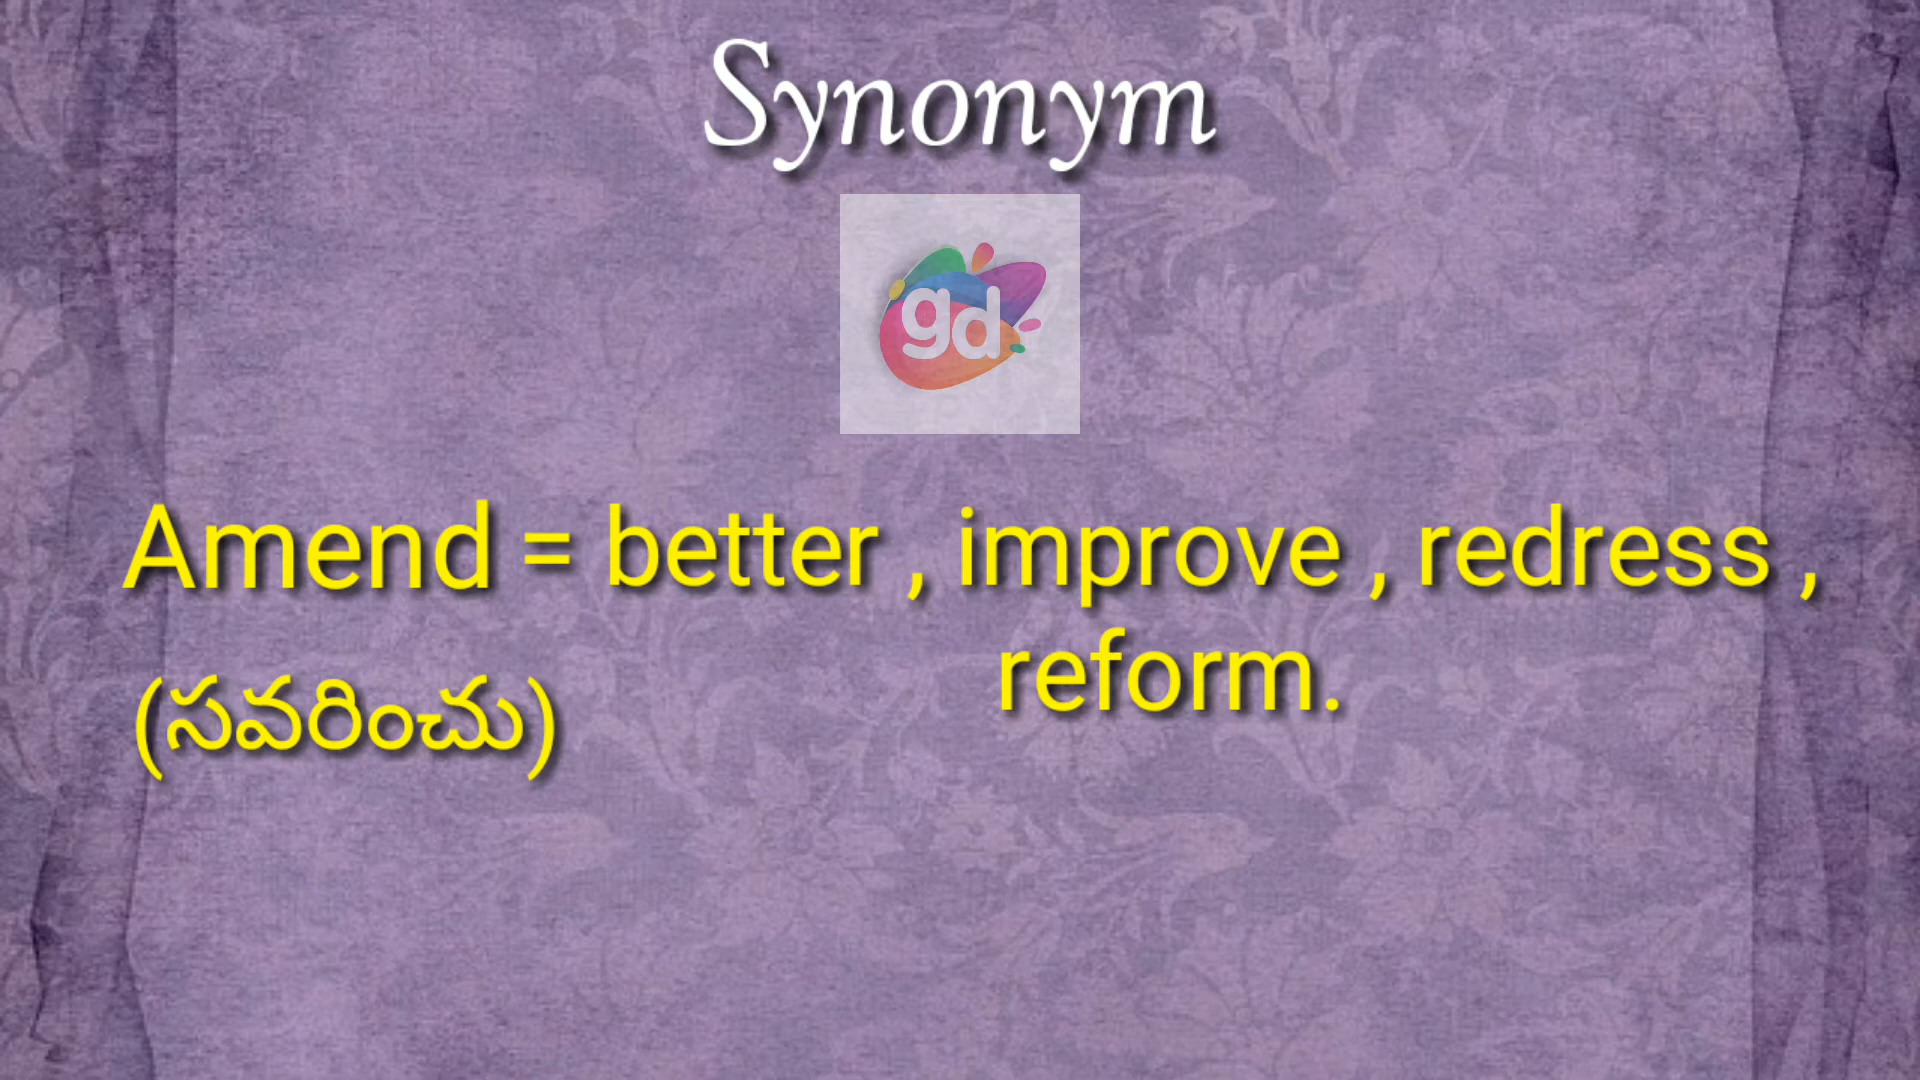 Synonym
gd
Amend = better , improve , redress ,
reform.
(సవరించు)